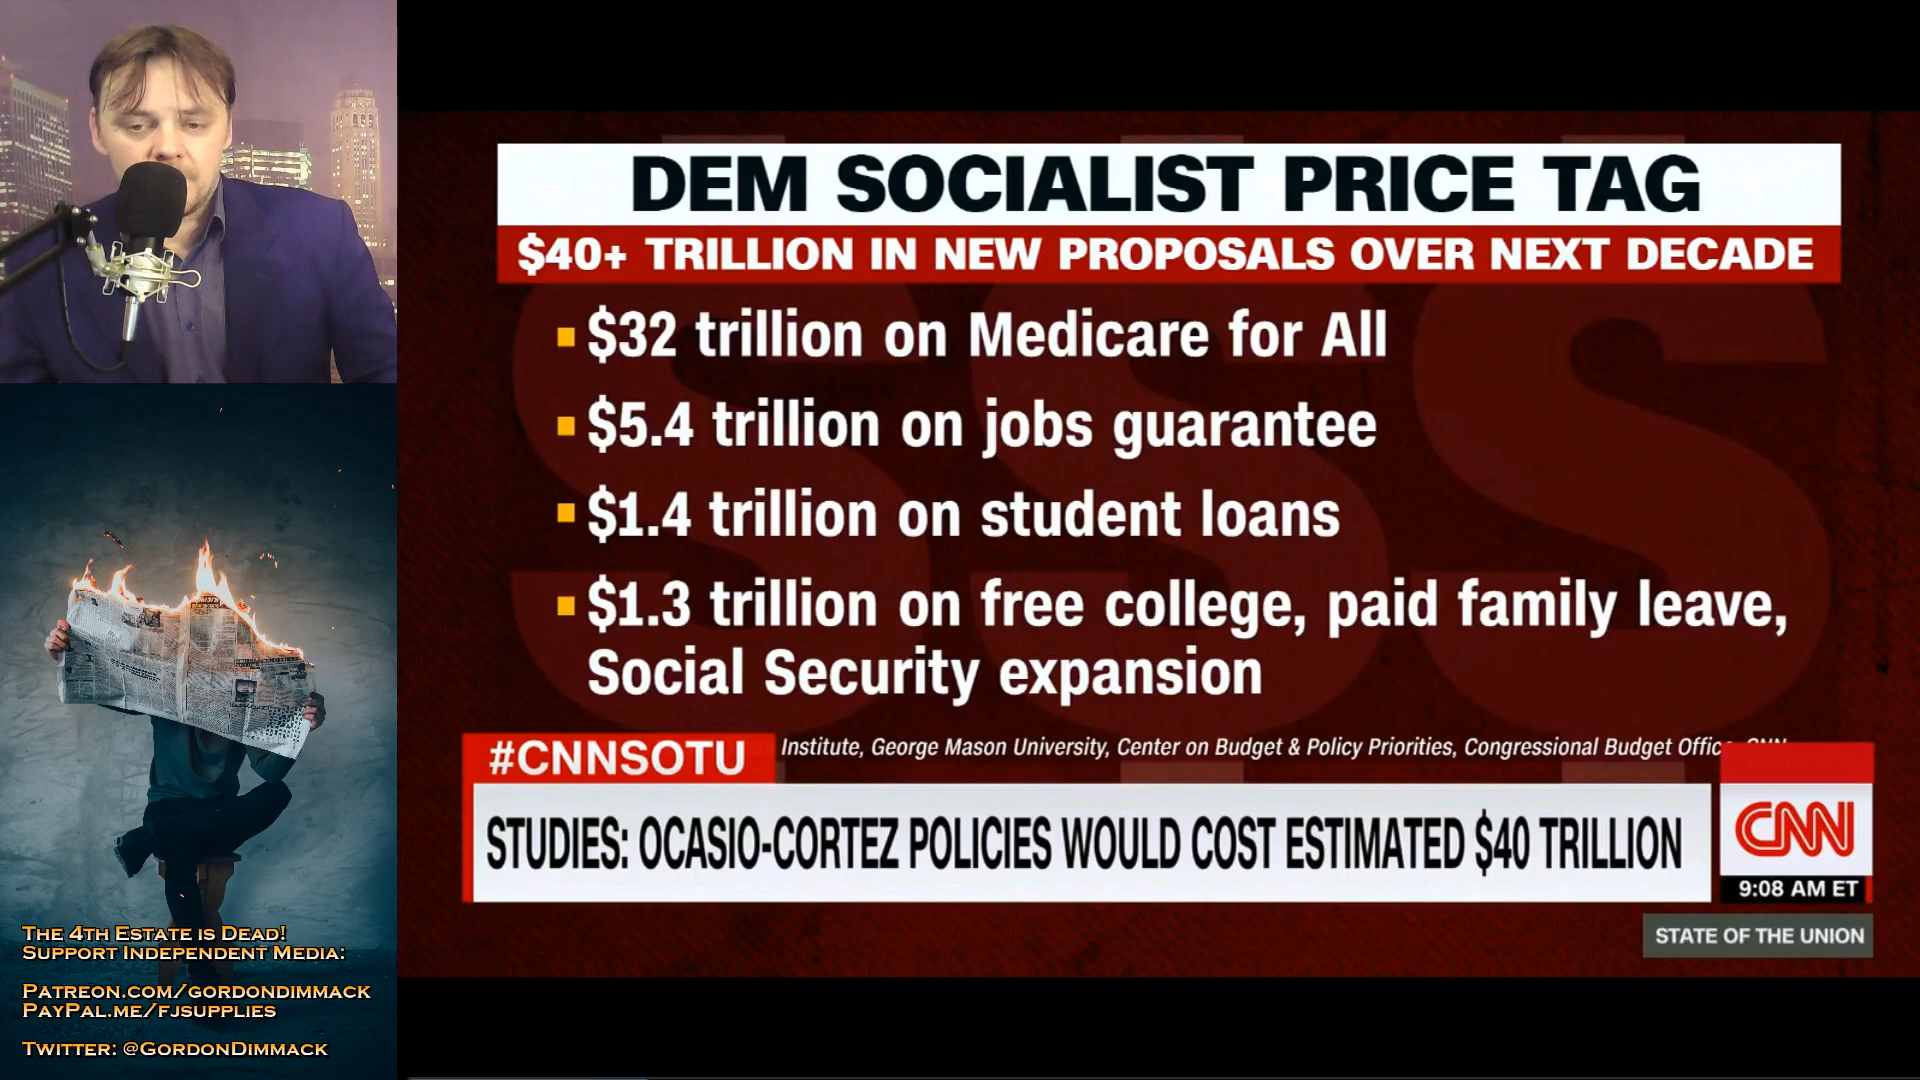 DEM SOCIALIST PRICE TAG
$40+ TRILLION IN NEW PROPOSALS OVER NEXT DECADE
$32 trillion on Medicare for All
$5.4 trillion on jobs guarantee
$1.4 trillion on student loans
$1.3 trillion on free college, paid family leave,
Social Security expansion
#CNNSOTU
Institute, George Mason University, Center on Budget & Policy Priorities, Congressional Budget
STUDIES: OCASIO-CORTEZ POLICIES WOULD COST ESTIMATED $40 TRILLION
CNN
9:08 AM ET
STATE OF THE UNION
The 4th Estate is Dead!
Support Independent Media:
Patreon.com/gordondimmack
PayPal.me/fjsupplies
Twitter: @GordonDimmack